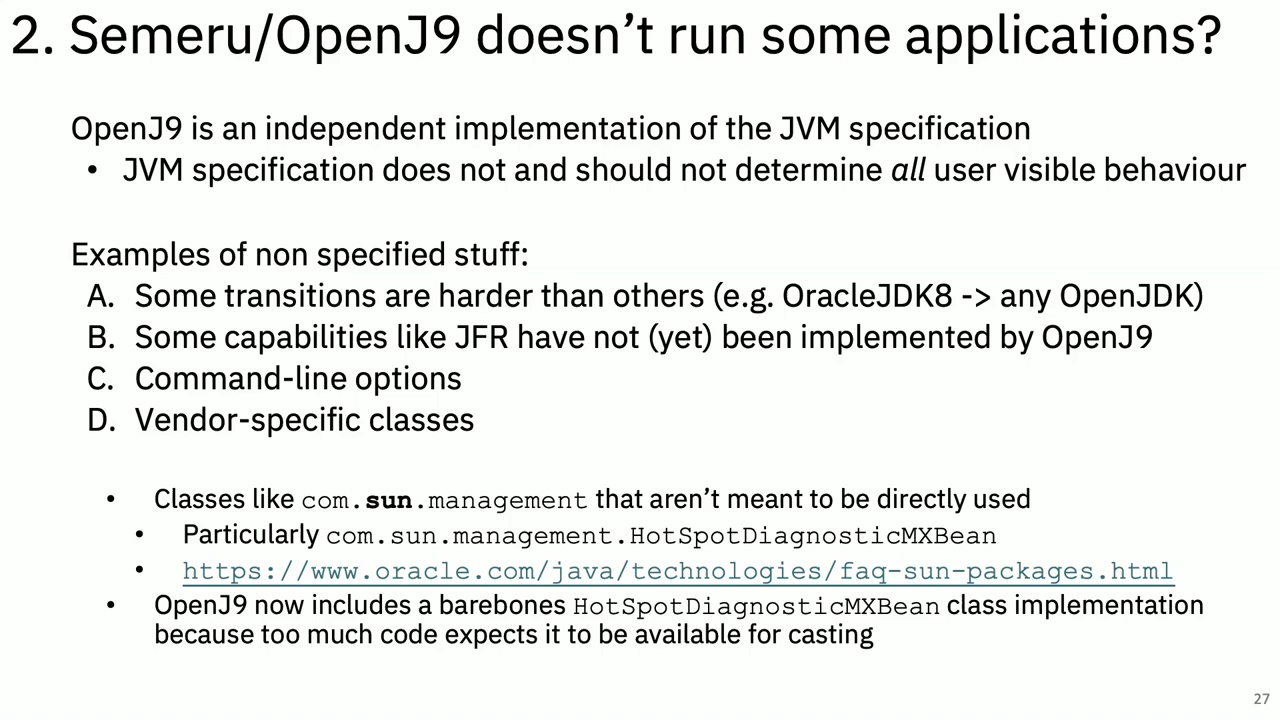 2. Semeru/OpenJ9 doesn’t run some applications?
OpenJ9 is an independent implementation of the JVM specification
• JVM specification does not and should not determine all user visible behaviour
Examples of non specified stuff:
A. Some transitions are harder than others (e.g. OracleJDK8 -> any OpenJDK)
B. Some capabilities like JFR have not (yet) been implemented by OpenJ9
C. Command-line options
D. Vendor-specific classes
• Classes like com.sun.management that aren’t meant to be directly used
• Particularly com.sun.management.HotSpotDiagnosticMXBean
• https://www.oracle.com/java/technologies/faq-sun-packages.html
• OpenJ9 now includes a barebones HotSpotDiagnosticMXBean class implementation
because too much code expects it to be available for casting
27